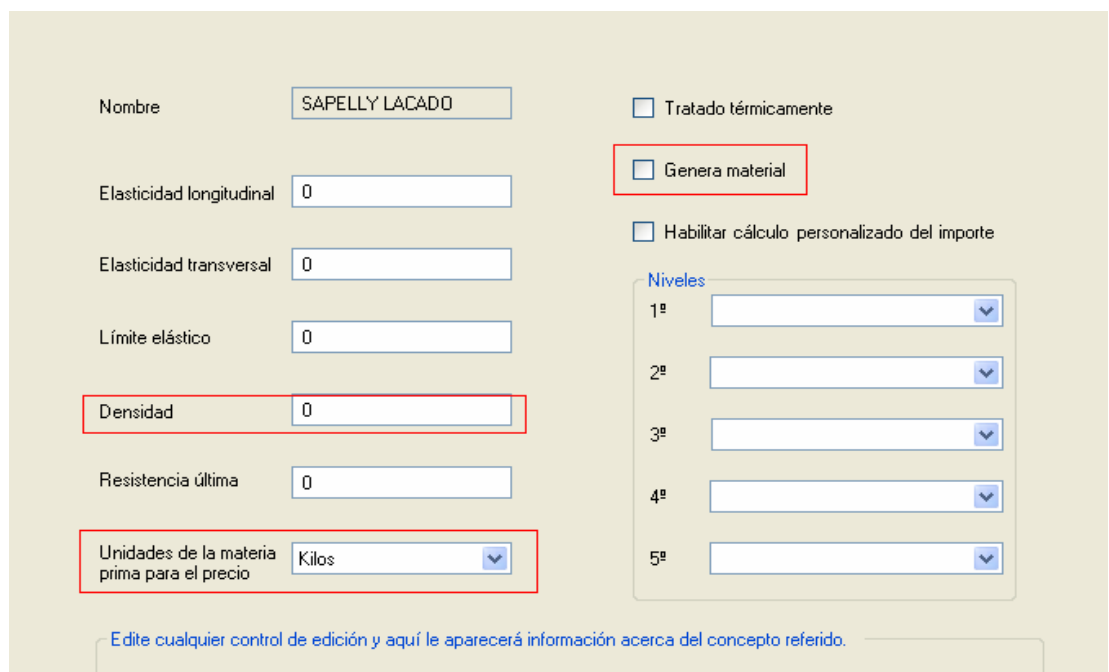 Nombre SAPELLY LACADO
Elasticidad longitudinal 0
Elasticidad transversal 0
Límite elástico 0
Densidad 0
Resistencia última 0
Unidades de la materia
prima para el precio Kilos
Tratado térmicamente
Genera material
Habilitar cálculo personalizado del importe
Niveles
1º
2º
3º
4º
5º
Edite cualquier control de edición y aquí le aparecerá información acerca del concepto referido.